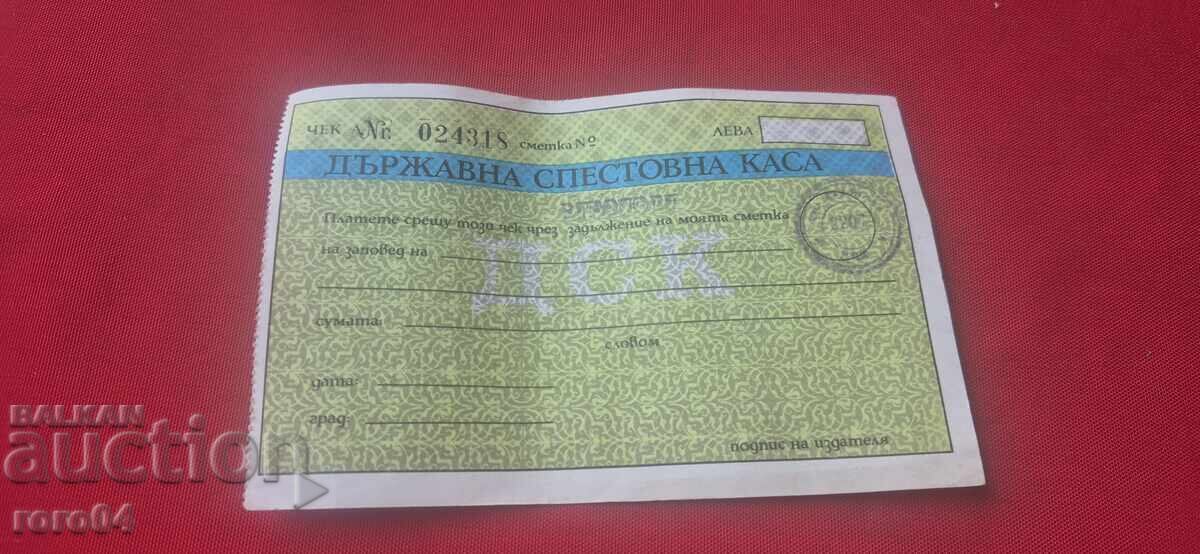 ЧЕК А Nr. 024318 сметка № ЛЕВА
ДЪРЖАВНА СПЕСТОВНА КАСА
Платете срещу този чек чрез задължение на моята сметка
на заповед на
ДСК
сумата:
словом
дата:
град:
подпис на издателя
BALKAN
auction
roro04